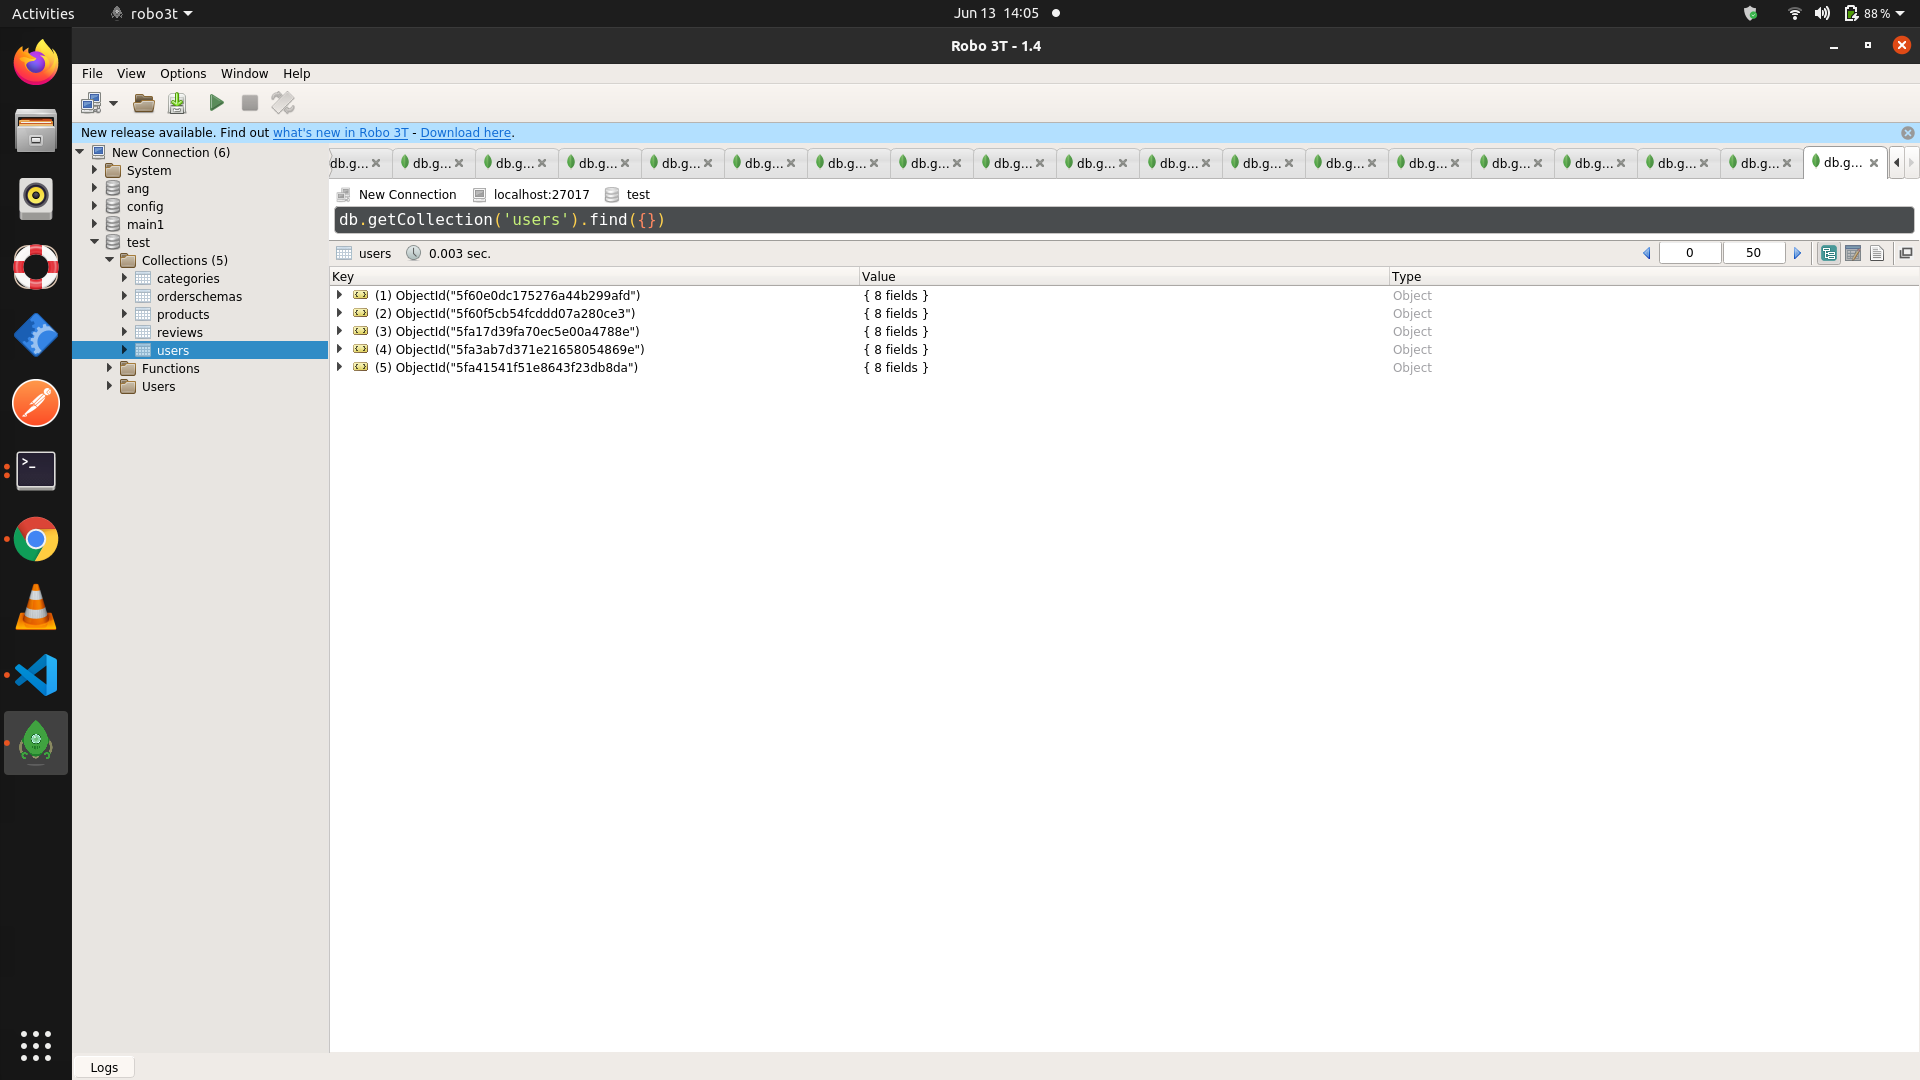 Activities robo3t Jun 13 14:05 88 %
Robo 3T - 1.4
File View Options Window Help
New release available. Find out what's new in Robo 3T - Download here.
New Connection (6)
System
ang
config
main1
test
Collections (5)
categories
orderschemas
products
reviews
users
Functions
Users
db.g... db.g... db.g... db.g... db.g... db.g... db.g... db.g... db.g... db.g... db.g... db.g... db.g... db.g... db.g... db.g... db.g... db.g... db.g...
New Connection localhost:27017 test
db.getCollection('users').find({})
users 0.003 sec. 0 50
Key Value Type
(1) ObjectId("5f60e0dc175276a44b299afd") { 8 fields } Object
(2) ObjectId("5f60f5cb54fcddd07a280ce3") { 8 fields } Object
(3) ObjectId("5fa17d39fa70ec5e00a4788e") { 8 fields } Object
(4) ObjectId("5fa3ab7d371e21658054869e") { 8 fields } Object
(5) ObjectId("5fa41541f51e8643f23db8da") { 8 fields } Object
Logs